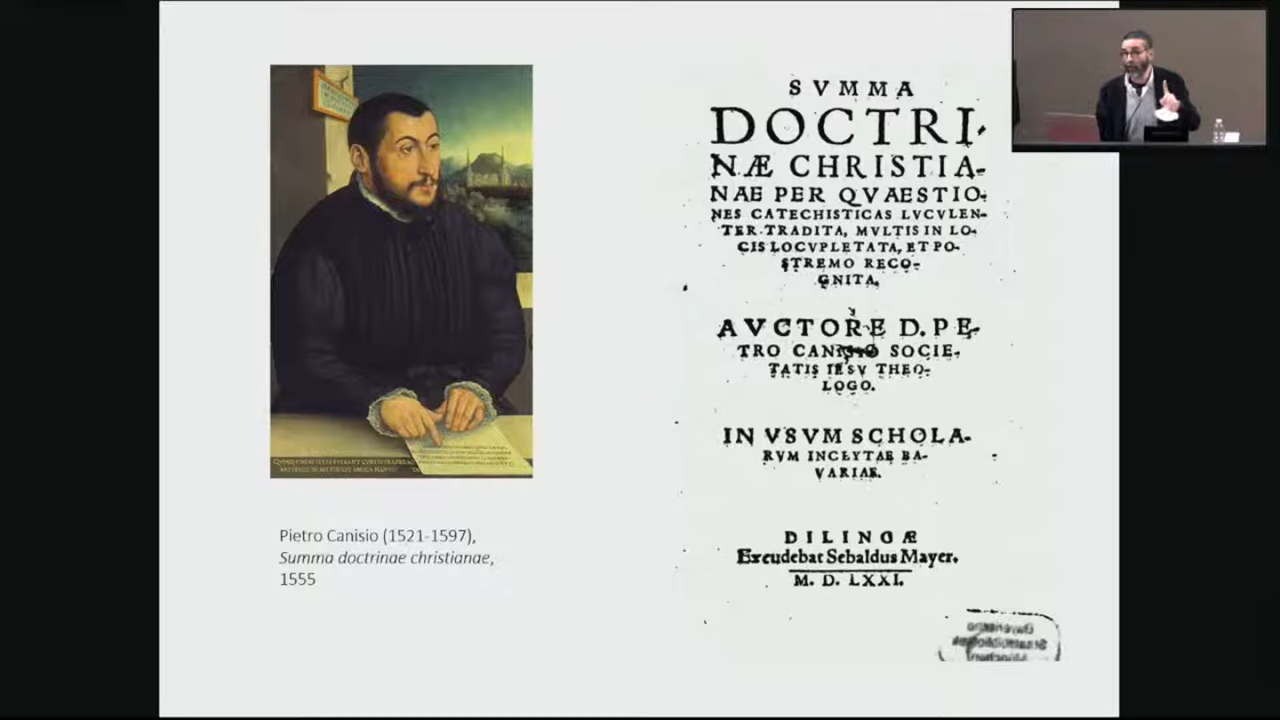 Pietro Canisio (1521-1597),
Summa doctrinae christianae,
1555
SVMMA
DOCTRI-
NÆ CHRISTIA-
NAE PER QVAESTIO-
NES CATECHISTICAS LVCVLEN-
TER TRADITA, MVLTIS IN LO-
CIS LOCVPLETATA, ET PO-
STREMO RECO-
GNITA.
AVCTORE D. PE-
TRO CANISIO SOCIE-
TATIS IESV THEO-
LOGO.
IN VSVM SCHOLA-
RVM INCLYTAE BA-
VARIAE.
DILINGÆ
Excudebat Sebaldus Mayer.
M. D. LXXI.